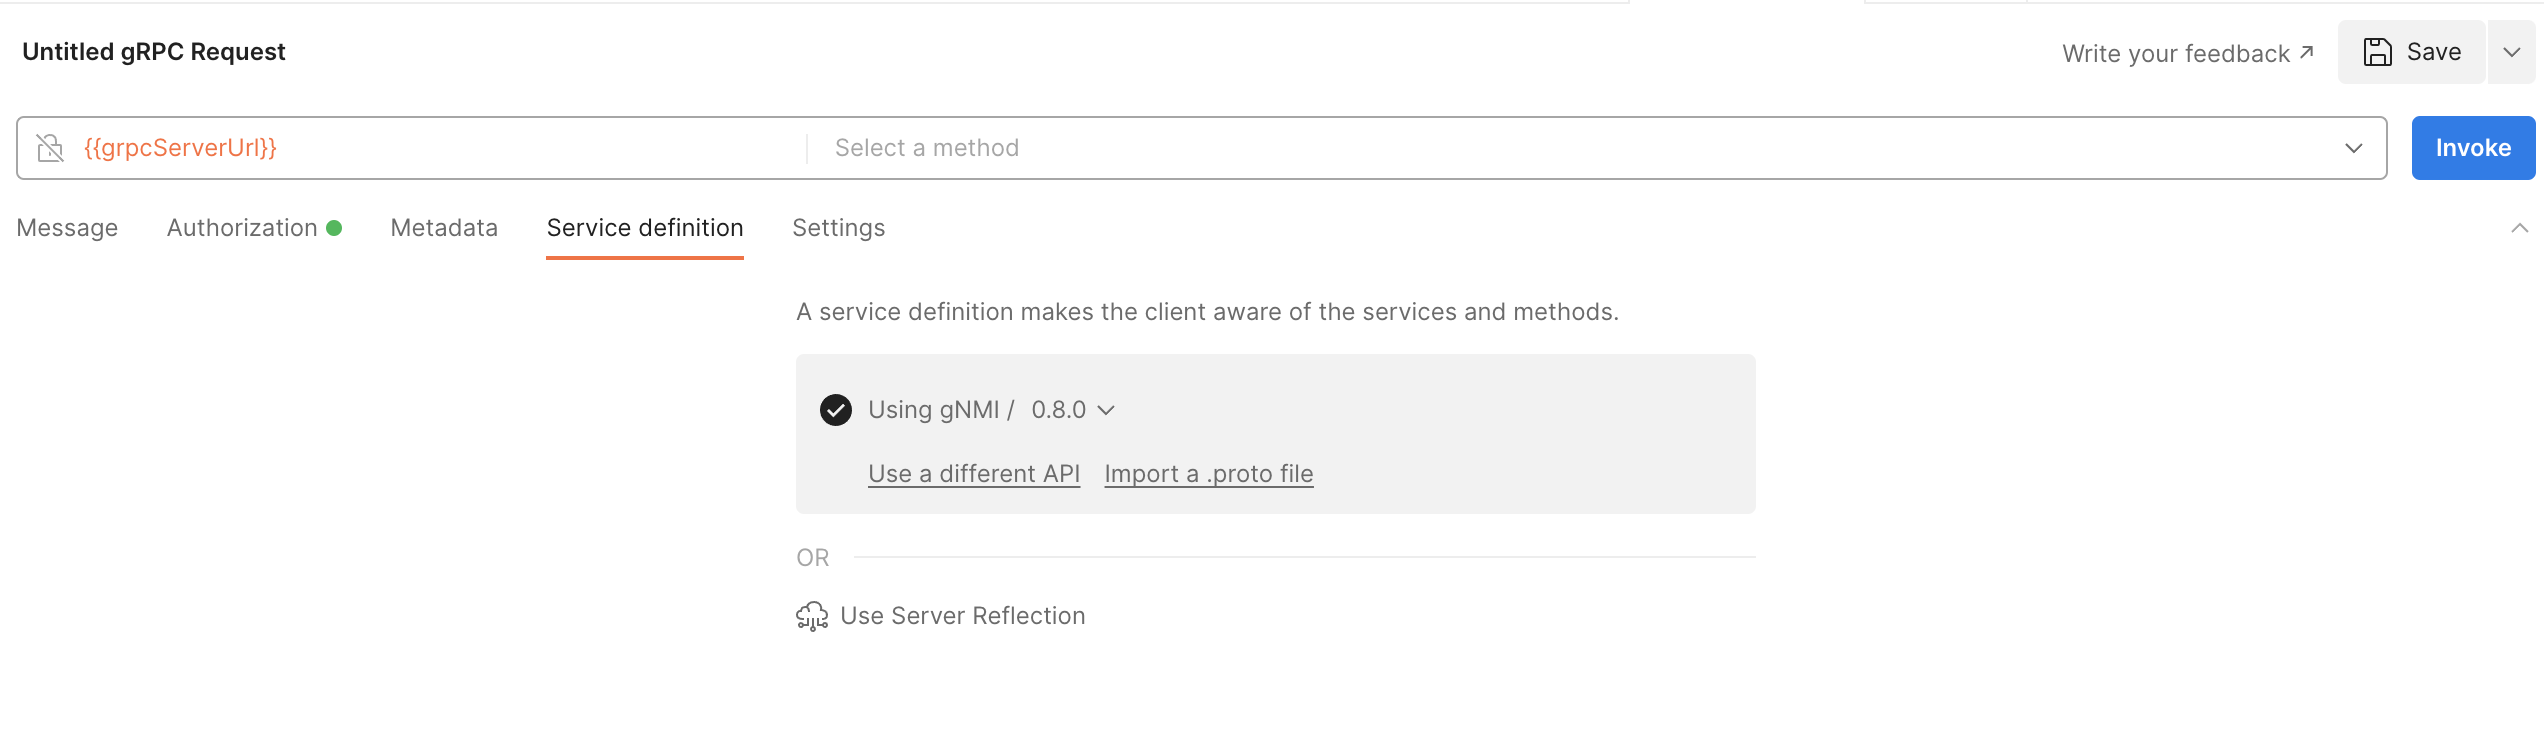 Untitled gRPC Request
Write your feedback ↗
Save
{{grpcServerUrl}}
Select a method
Invoke
Message
Authorization
Metadata
Service definition
Settings
A service definition makes the client aware of the services and methods.
Using gNMI / 0.8.0
Use a different API
Import a .proto file
OR
Use Server Reflection